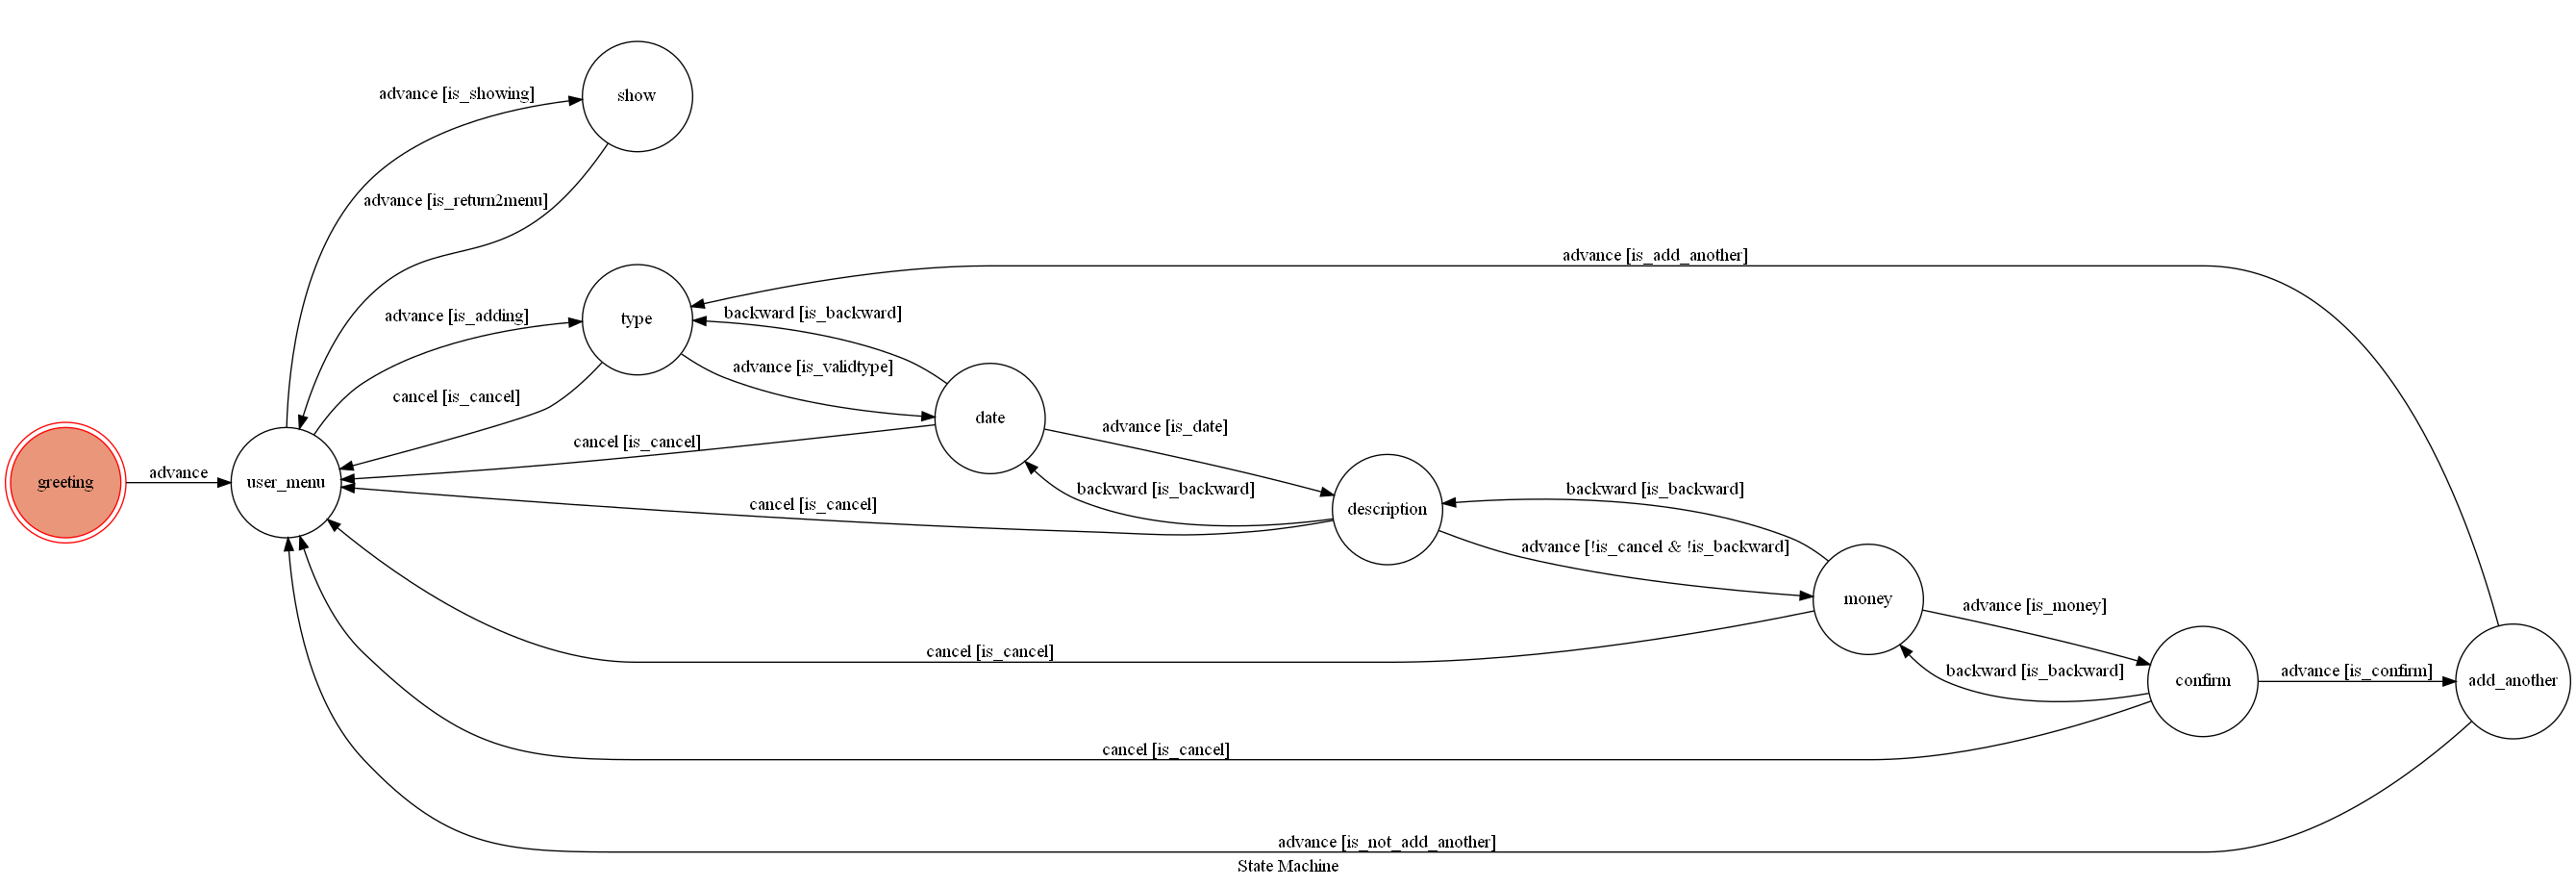 show
advance [is_showing]
advance [is_return2menu]
advance [is_add_another]
advance [is_adding]
type
backward [is_backward]
advance [is_validtype]
cancel [is_cancel]
date
advance [is_date]
cancel [is_cancel]
greeting
advance
user_menu
backward [is_backward]
cancel [is_cancel]
description
backward [is_backward]
advance [!is_cancel & !is_backward]
money
advance [is_money]
cancel [is_cancel]
backward [is_backward]
confirm
advance [is_confirm]
add_another
cancel [is_cancel]
advance [is_not_add_another]
State Machine